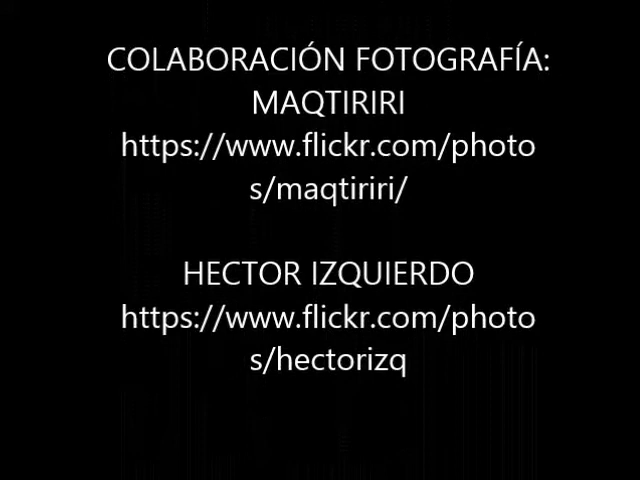 COLABORACIÓN FOTOGRAFÍA:
MAQTIRIRI
https://www.flickr.com/photo
s/maqtiriri/
HECTOR IZQUIERDO
https://www.flickr.com/photo
s/hectorizq